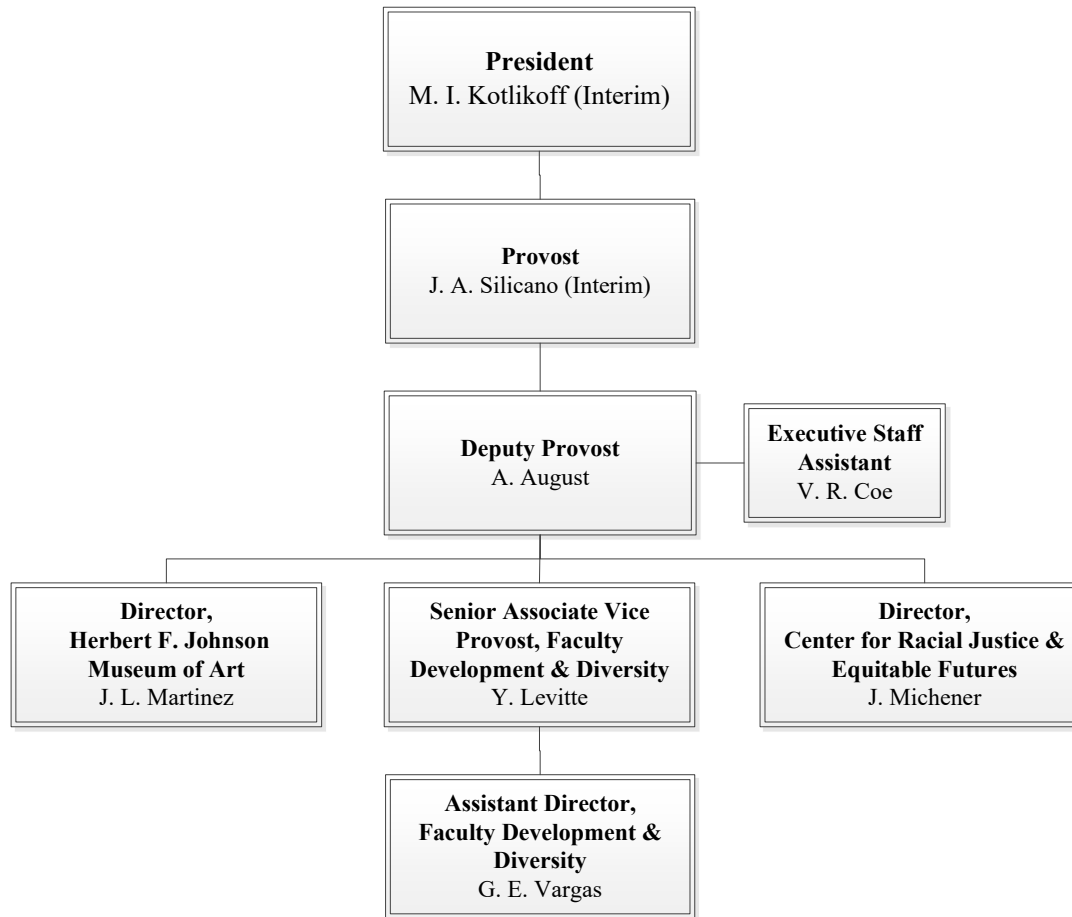 President
M. I. Kotlikoff (Interim)
Provost
J. A. Silicano (Interim)
Deputy Provost
A. August
Executive Staff
Assistant
V. R. Coe
Director,
Herbert F. Johnson
Museum of Art
J. L. Martinez
Senior Associate Vice
Provost, Faculty
Development & Diversity
Y. Levitte
Director,
Center for Racial Justice &
Equitable Futures
J. Michener
Assistant Director,
Faculty Development &
Diversity
G. E. Vargas